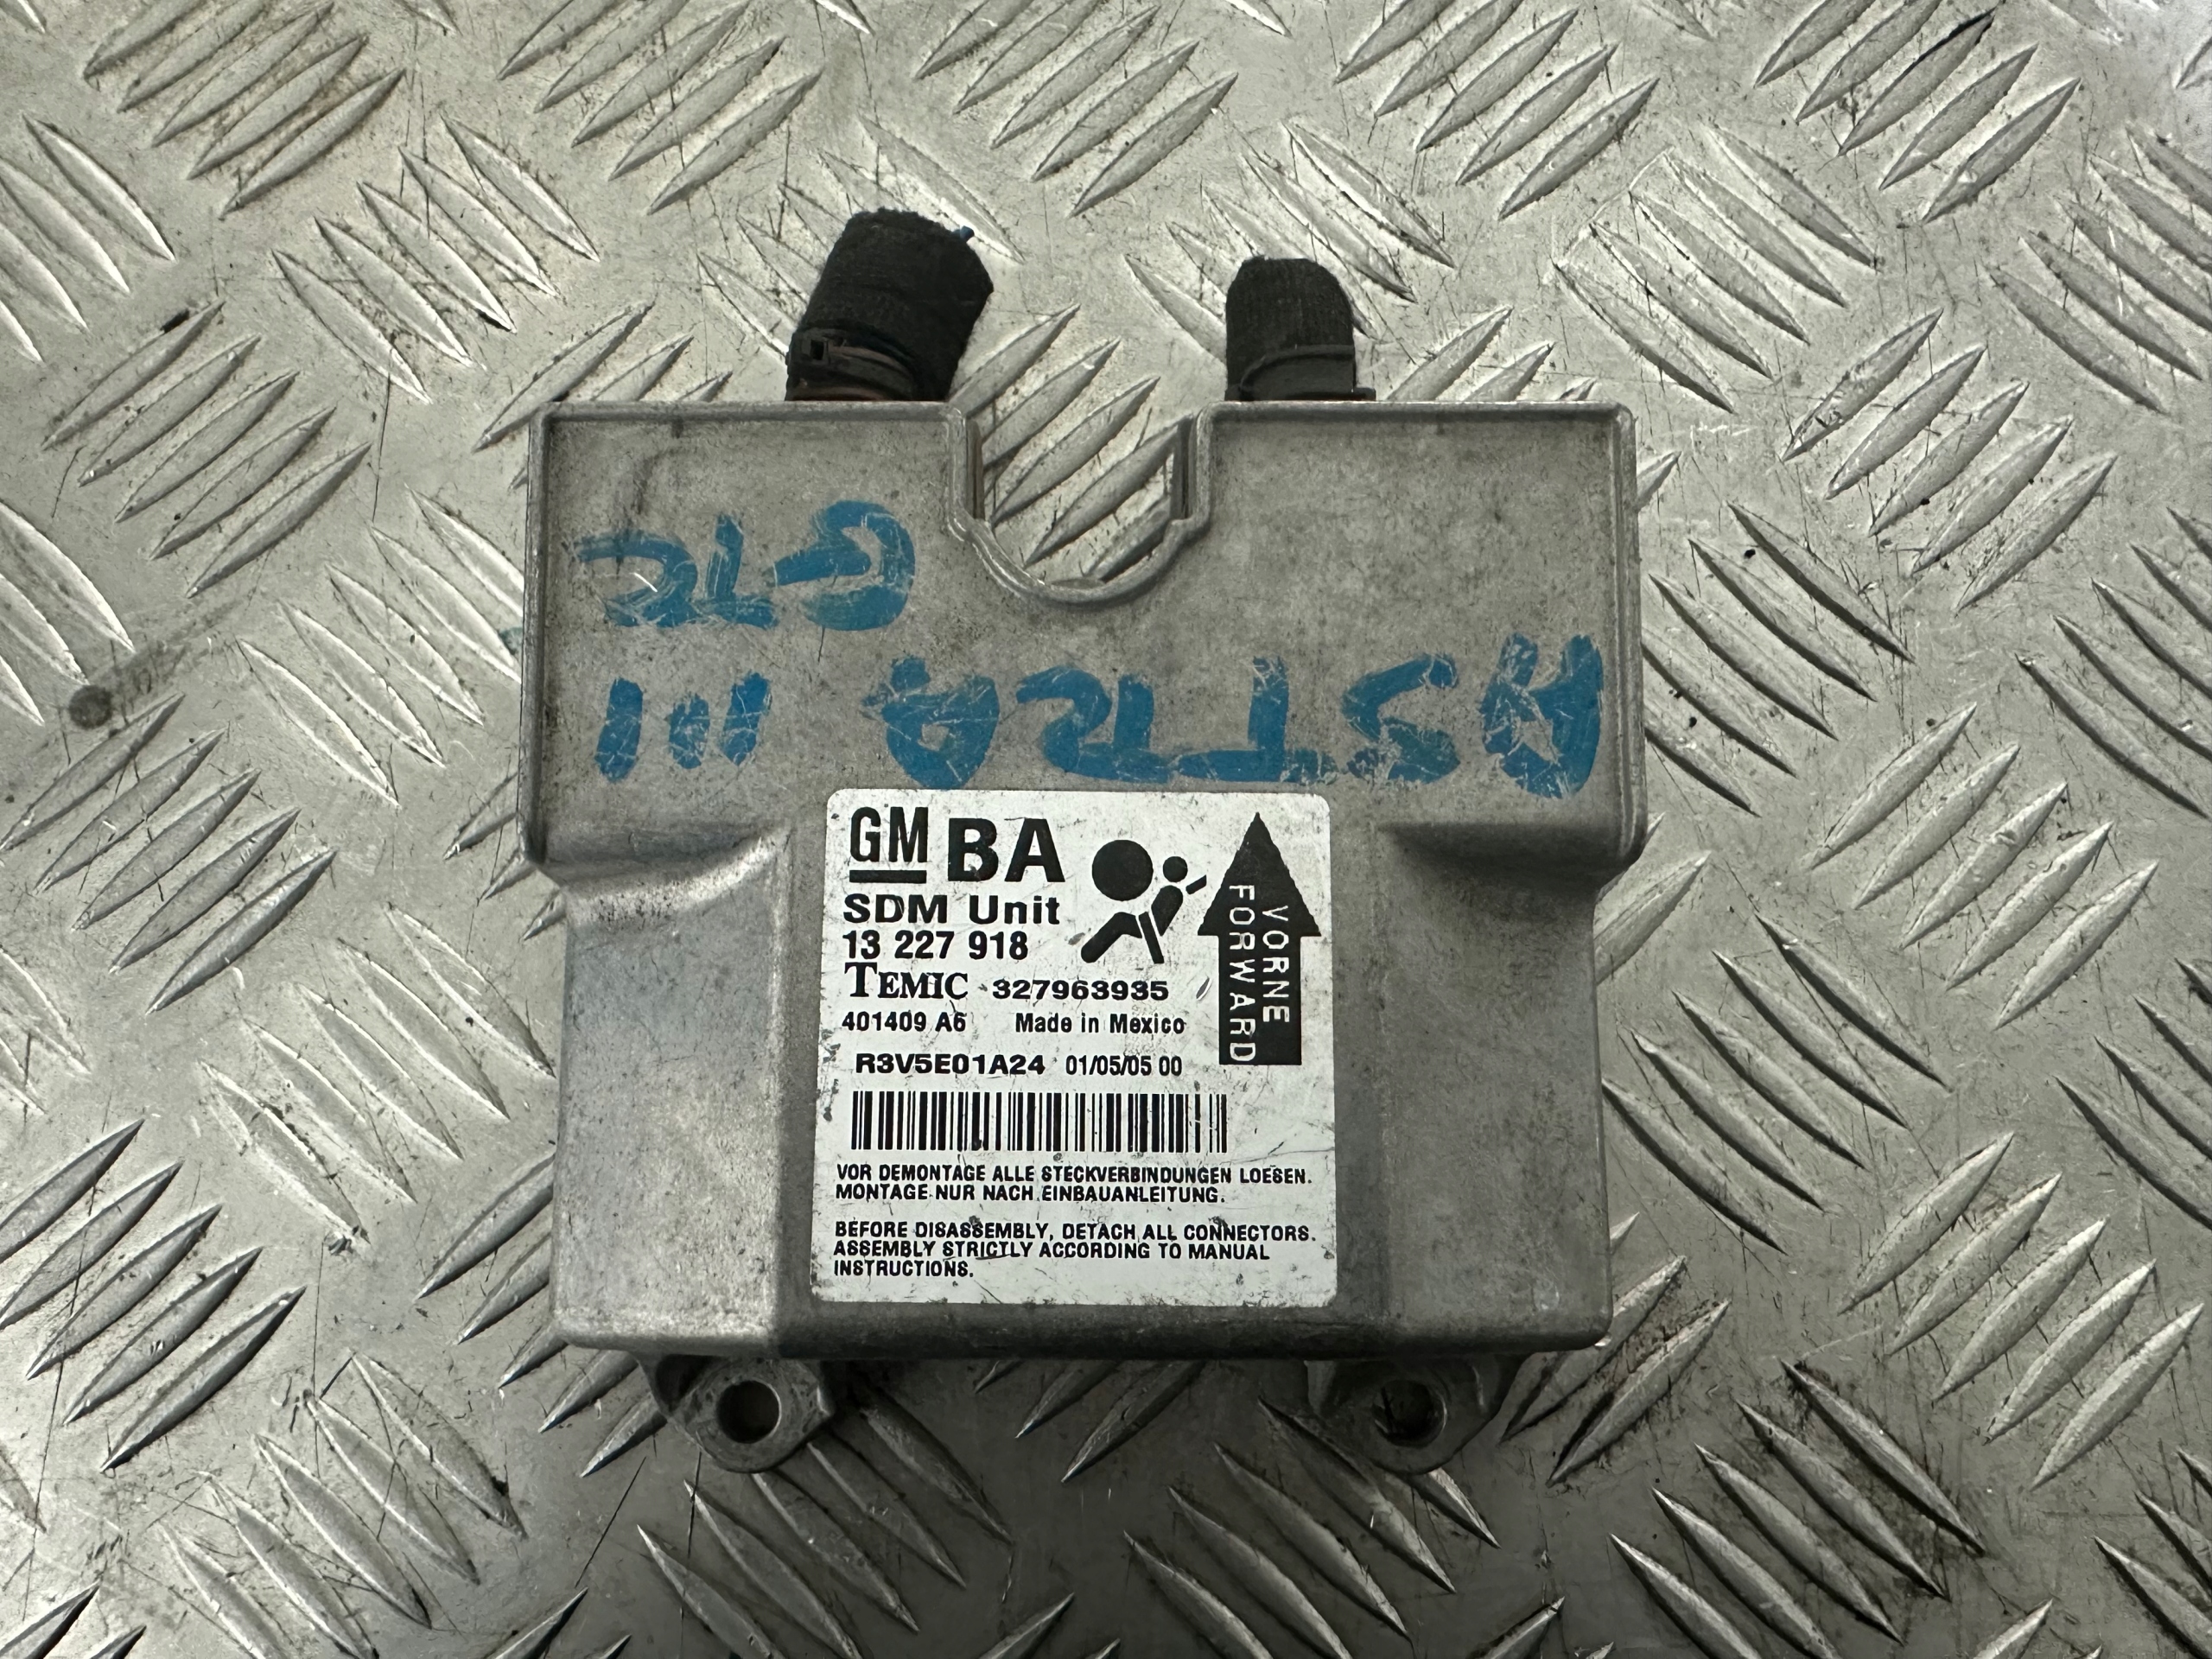 ASTRA III
GTC
GM BA
SDM Unit
13 227 918
TEMIC 327963935
401409 A6 Made in Mexico
R3V5E01A24 01/05/05 00
VORNE
FORWARD
VOR DEMONTAGE ALLE STECKVERBINDUNGEN LOESEN.
MONTAGE NUR NACH EINBAUANLEITUNG.
BEFORE DISASSEMBLY, DETACH ALL CONNECTORS.
ASSEMBLY STRICTLY ACCORDING TO MANUAL
INSTRUCTIONS.